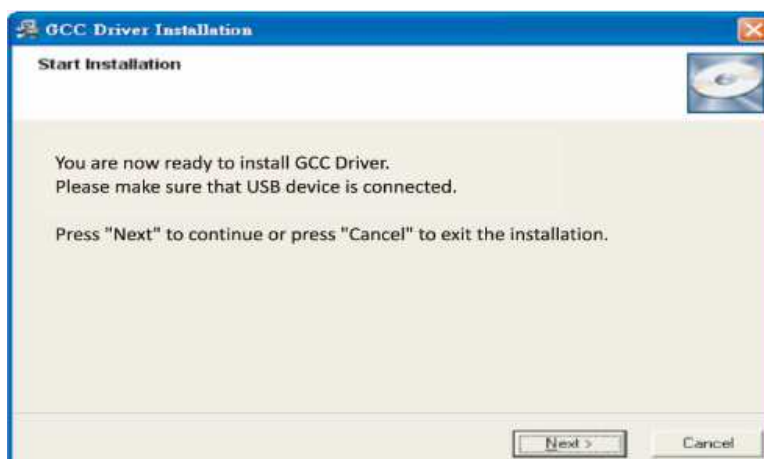 GCC Driver Installation
Start Installation
You are now ready to install GCC Driver.
Please make sure that USB device is connected.
Press "Next" to continue or press "Cancel" to exit the installation.
Next >
Cancel